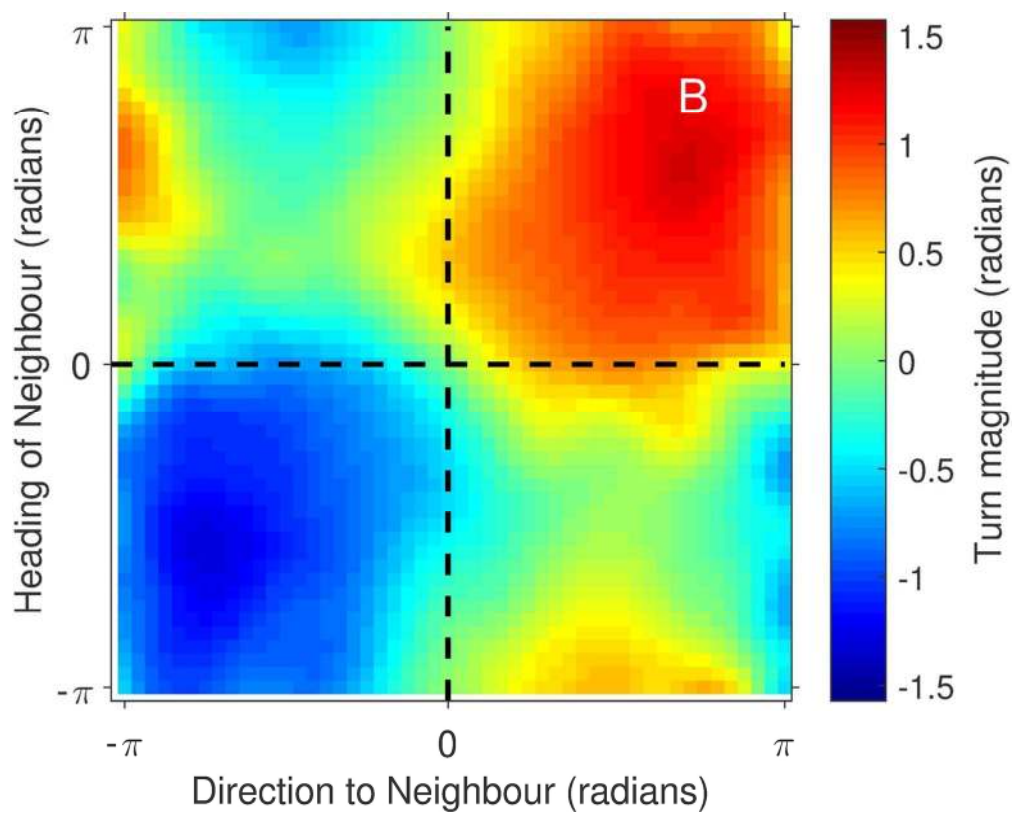 B
Heading of Neighbour (radians)
π
0
-π
-π
0
π
Direction to Neighbour (radians)
1.5
1
0.5
0
-0.5
-1
-1.5
Turn magnitude (radians)